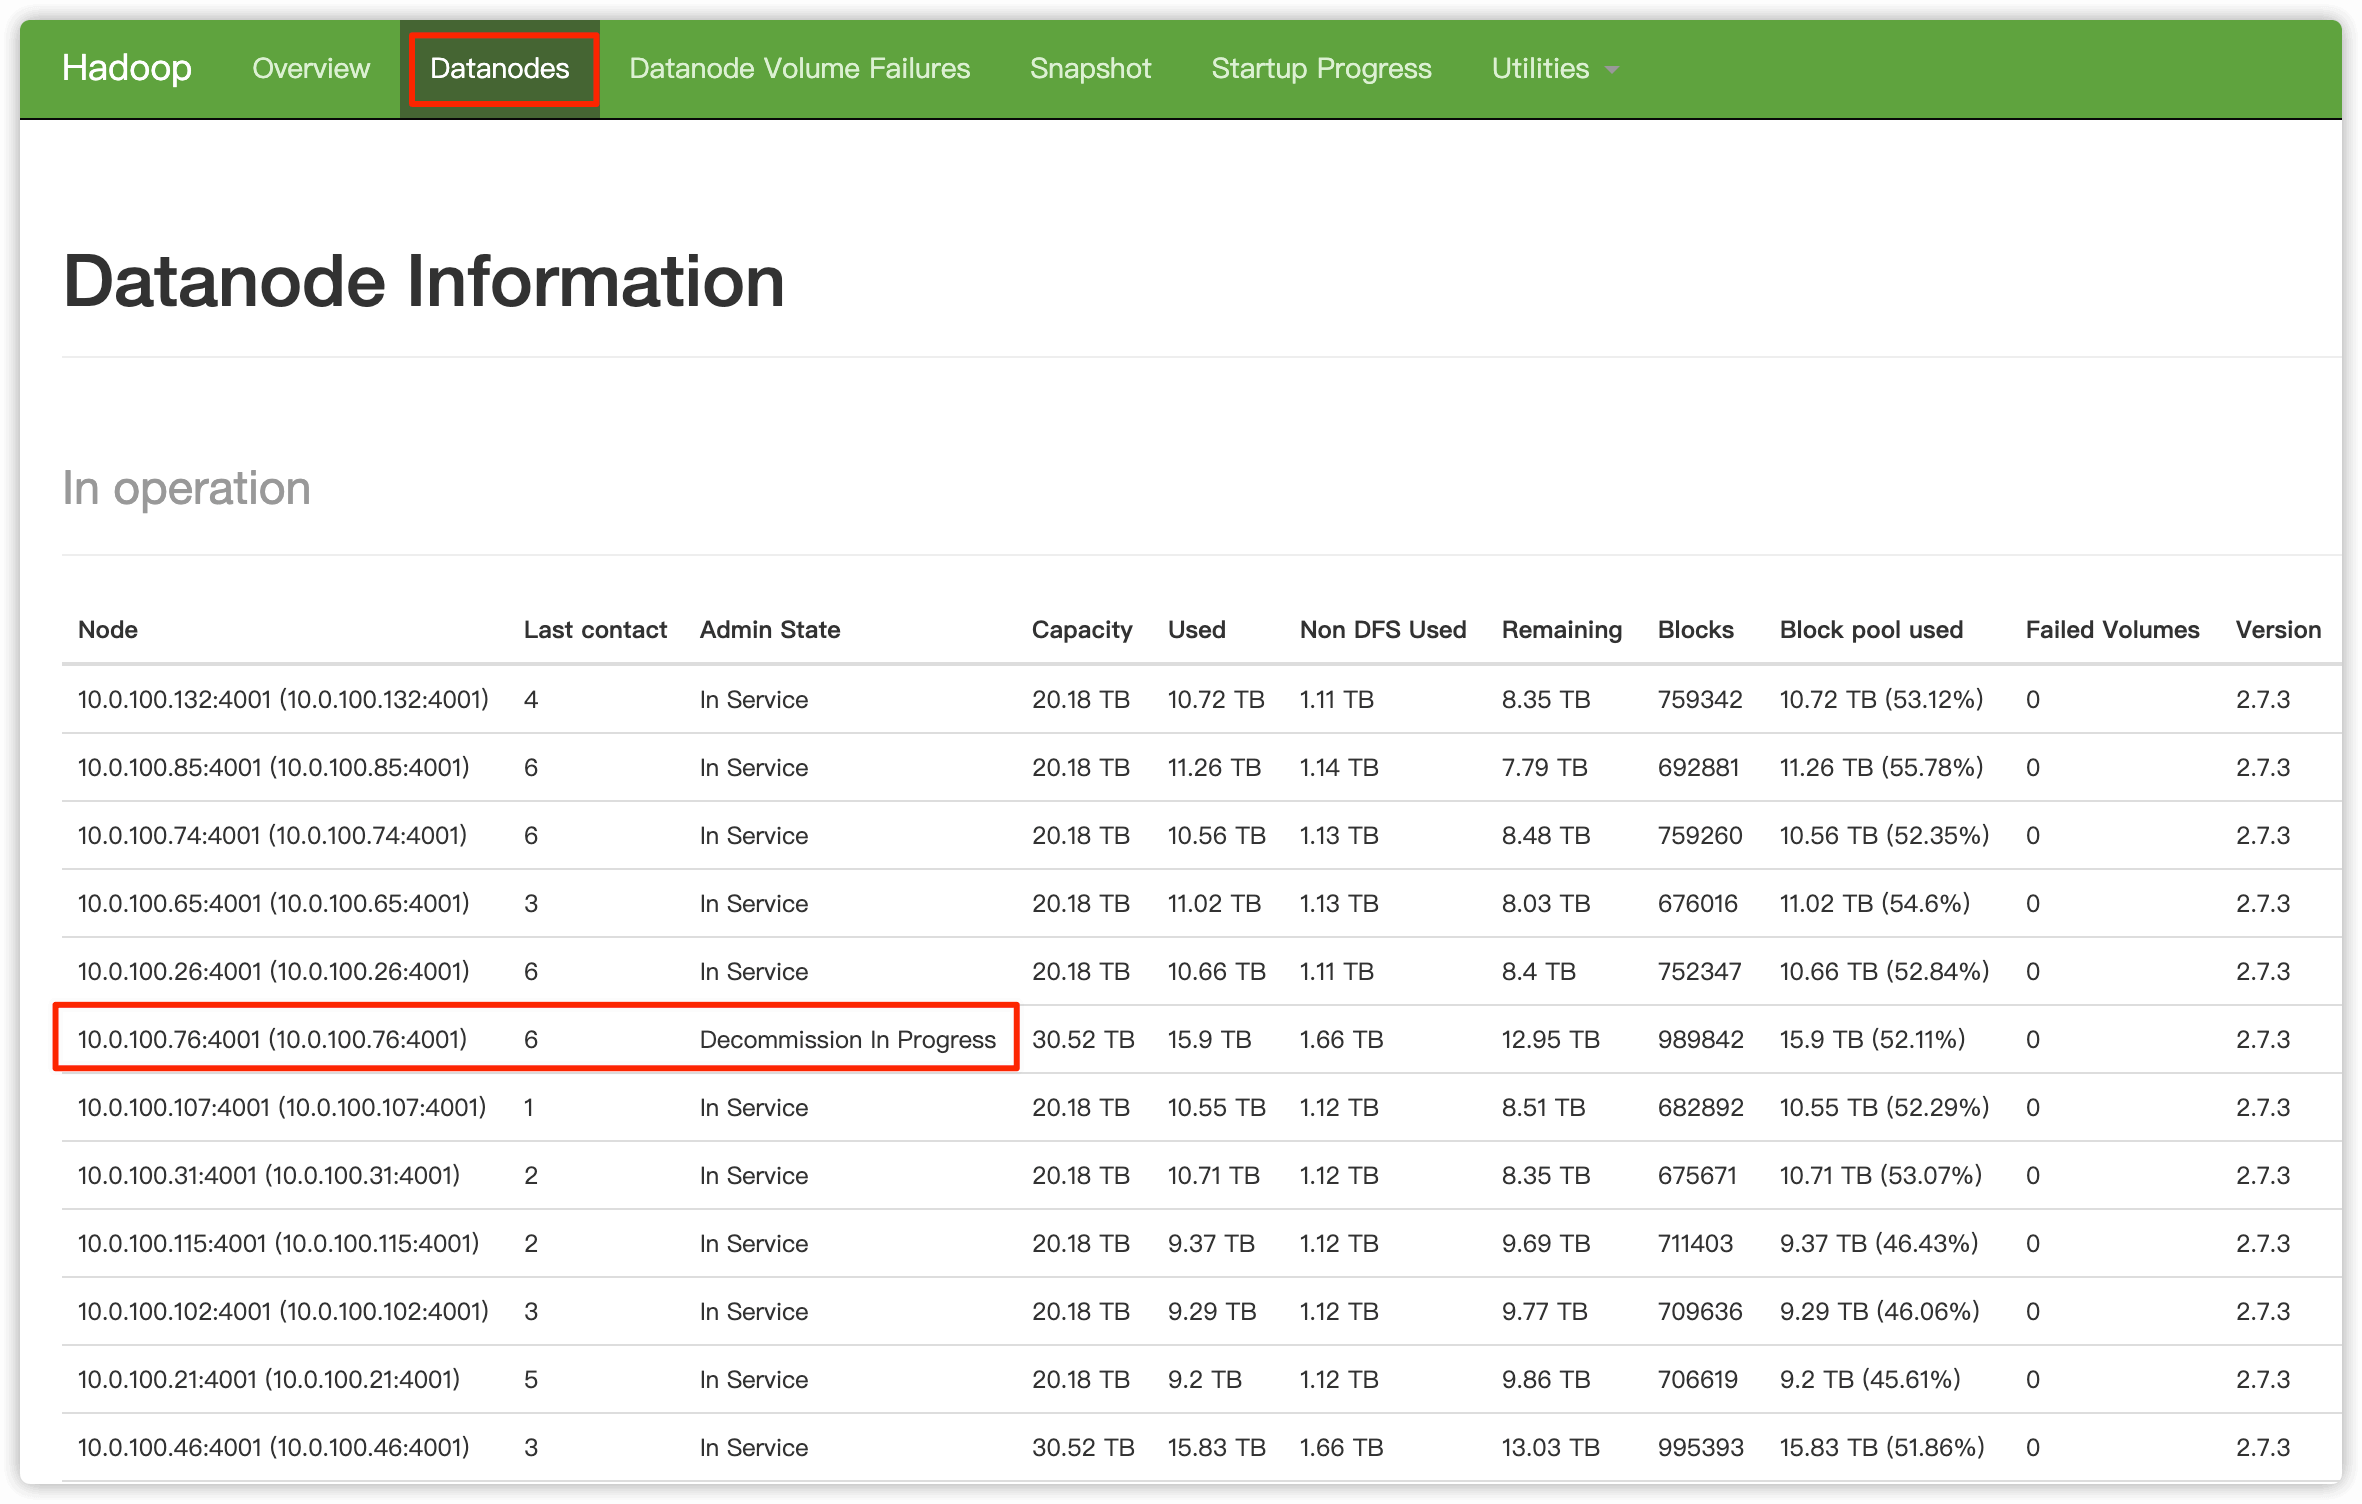 Hadoop Overview Datanodes Datanode Volume Failures Snapshot Startup Progress Utilities
Datanode Information
In operation
Node Last contact Admin State Capacity Used Non DFS Used Remaining Blocks Block pool used Failed Volumes Version
10.0.100.132:4001 (10.0.100.132:4001) 4 In Service 20.18 TB 10.72 TB 1.11 TB 8.35 TB 759342 10.72 TB (53.12%) 0 2.7.3
10.0.100.85:4001 (10.0.100.85:4001) 6 In Service 20.18 TB 11.26 TB 1.14 TB 7.79 TB 692881 11.26 TB (55.78%) 0 2.7.3
10.0.100.74:4001 (10.0.100.74:4001) 6 In Service 20.18 TB 10.56 TB 1.13 TB 8.48 TB 759260 10.56 TB (52.35%) 0 2.7.3
10.0.100.65:4001 (10.0.100.65:4001) 3 In Service 20.18 TB 11.02 TB 1.13 TB 8.03 TB 676016 11.02 TB (54.6%) 0 2.7.3
10.0.100.26:4001 (10.0.100.26:4001) 6 In Service 20.18 TB 10.66 TB 1.11 TB 8.4 TB 752347 10.66 TB (52.84%) 0 2.7.3
10.0.100.76:4001 (10.0.100.76:4001) 6 Decommission In Progress 30.52 TB 15.9 TB 1.66 TB 12.95 TB 989842 15.9 TB (52.11%) 0 2.7.3
10.0.100.107:4001 (10.0.100.107:4001) 1 In Service 20.18 TB 10.55 TB 1.12 TB 8.51 TB 682892 10.55 TB (52.29%) 0 2.7.3
10.0.100.31:4001 (10.0.100.31:4001) 2 In Service 20.18 TB 10.71 TB 1.12 TB 8.35 TB 675671 10.71 TB (53.07%) 0 2.7.3
10.0.100.115:4001 (10.0.100.115:4001) 2 In Service 20.18 TB 9.37 TB 1.12 TB 9.69 TB 711403 9.37 TB (46.43%) 0 2.7.3
10.0.100.102:4001 (10.0.100.102:4001) 3 In Service 20.18 TB 9.29 TB 1.12 TB 9.77 TB 709636 9.29 TB (46.06%) 0 2.7.3
10.0.100.21:4001 (10.0.100.21:4001) 5 In Service 20.18 TB 9.2 TB 1.12 TB 9.86 TB 706619 9.2 TB (45.61%) 0 2.7.3
10.0.100.46:4001 (10.0.100.46:4001) 3 In Service 30.52 TB 15.83 TB 1.66 TB 13.03 TB 995393 15.83 TB (51.86%) 0 2.7.3